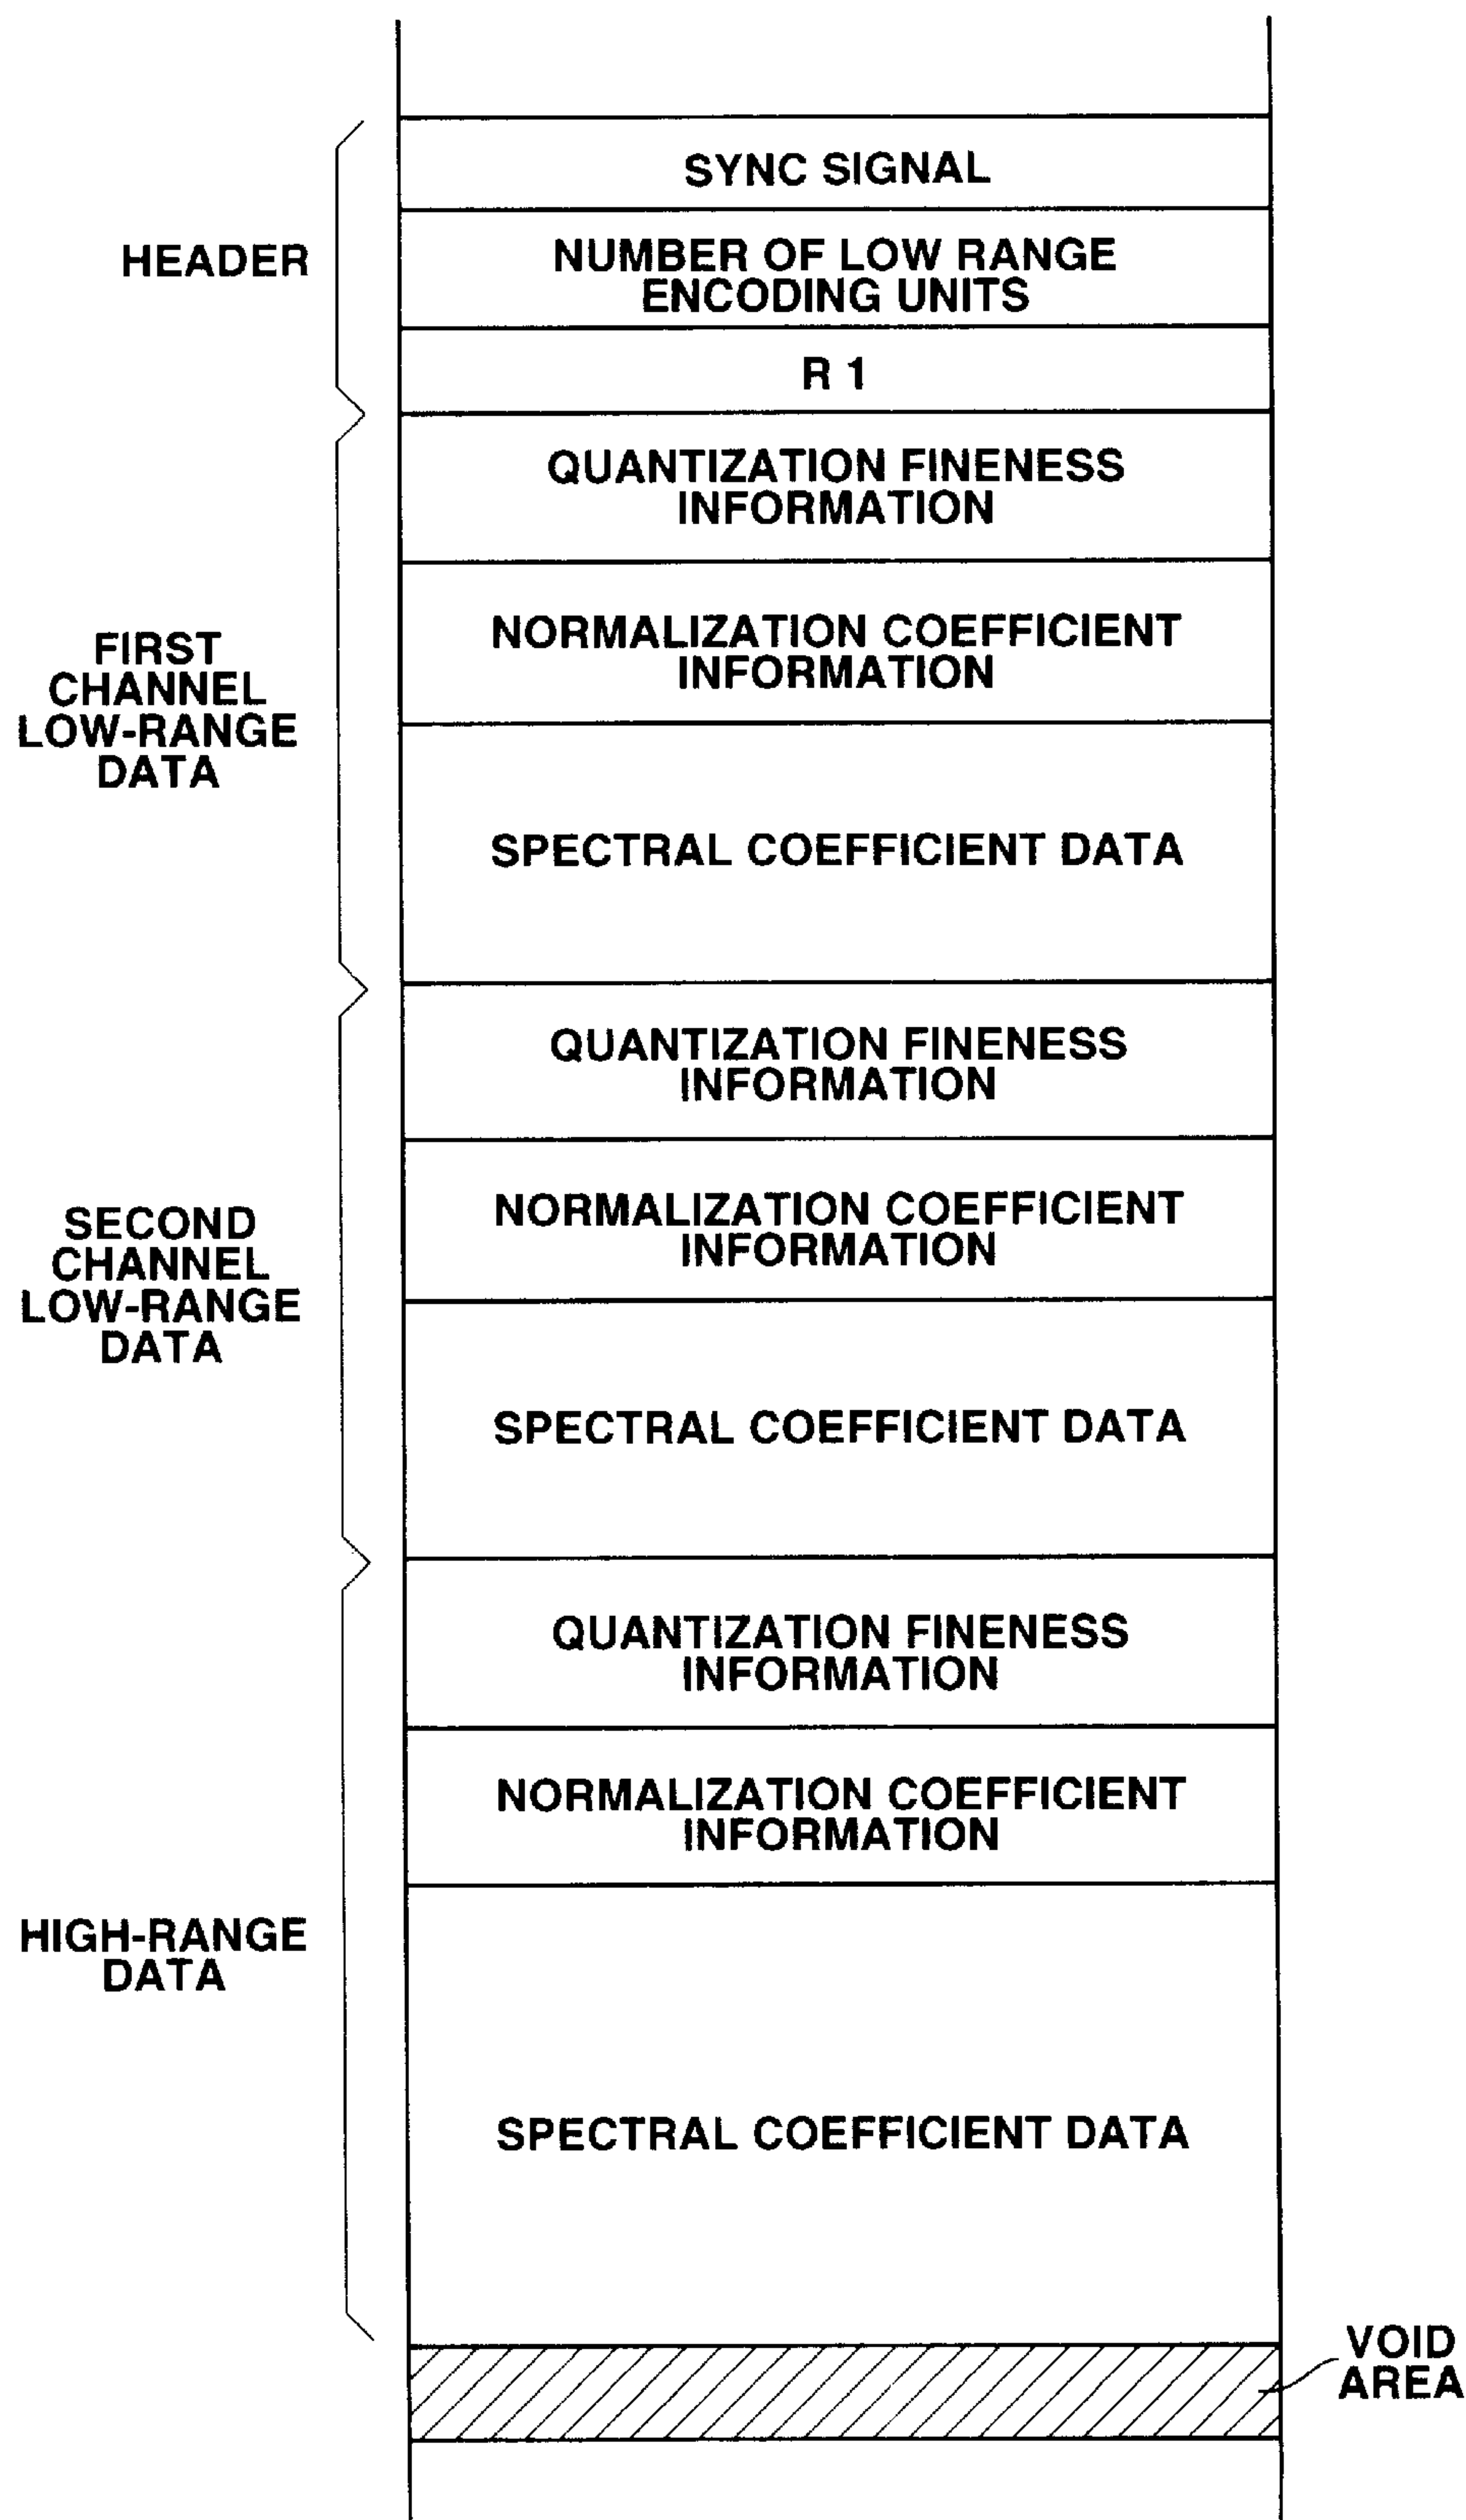 SYNC SIGNAL
HEADER
NUMBER OF LOW RANGE
ENCODING UNITS
R 1
QUANTIZATION FINENESS
INFORMATION
FIRST
CHANNEL
LOW-RANGE
DATA
NORMALIZATION COEFFICIENT
INFORMATION
SPECTRAL COEFFICIENT DATA
QUANTIZATION FINENESS
INFORMATION
SECOND
CHANNEL
LOW-RANGE
DATA
NORMALIZATION COEFFICIENT
INFORMATION
SPECTRAL COEFFICIENT DATA
QUANTIZATION FINENESS
INFORMATION
NORMALIZATION COEFFICIENT
INFORMATION
HIGH-RANGE
DATA
SPECTRAL COEFFICIENT DATA
VOID
AREA